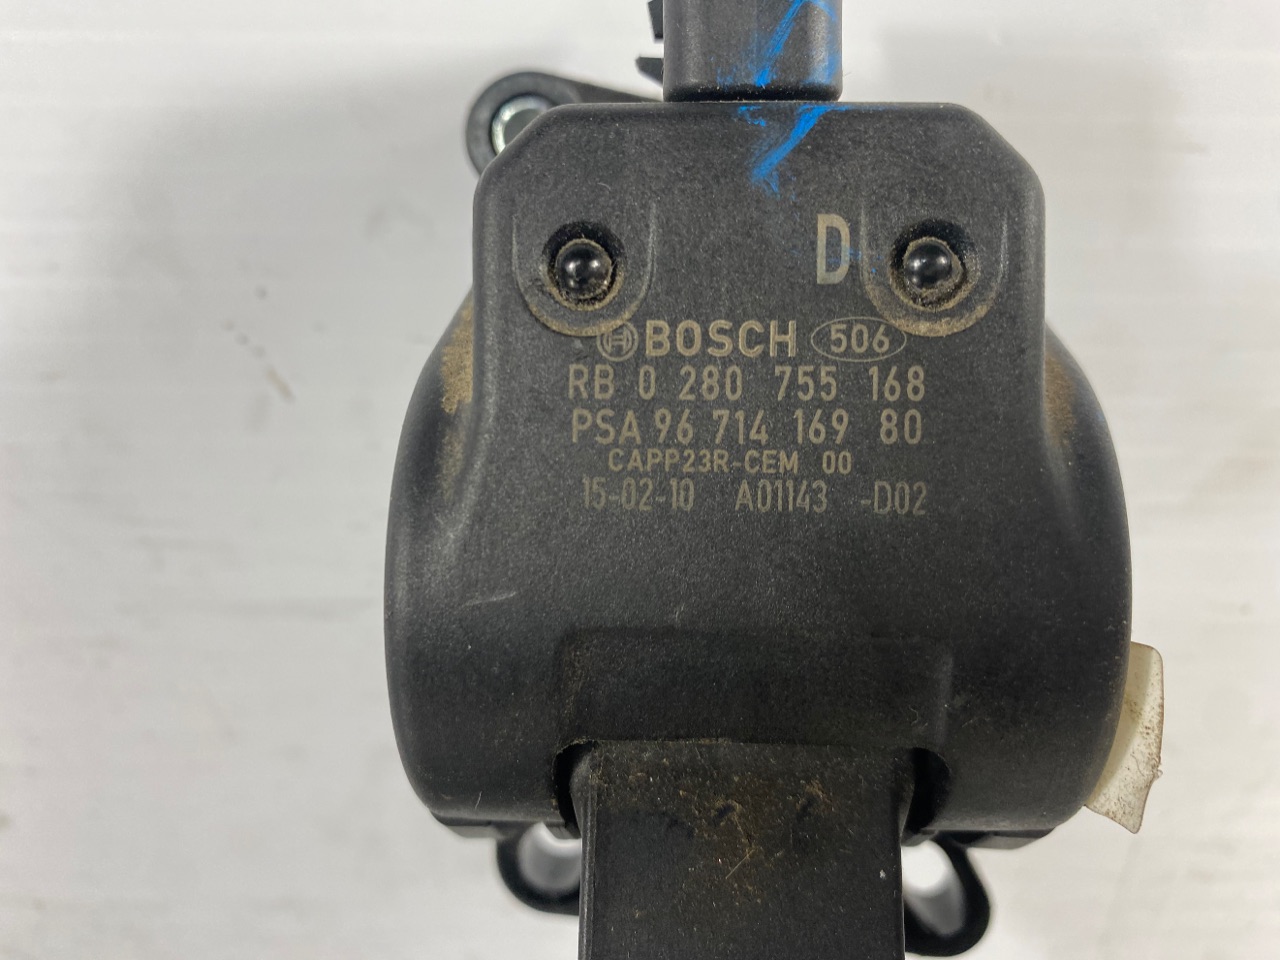 D
BOSCH 506
RB 0 280 755 168
PSA 96 714 169 80
CAPP23R-CEM 00
15-02-10 A01143 -D02